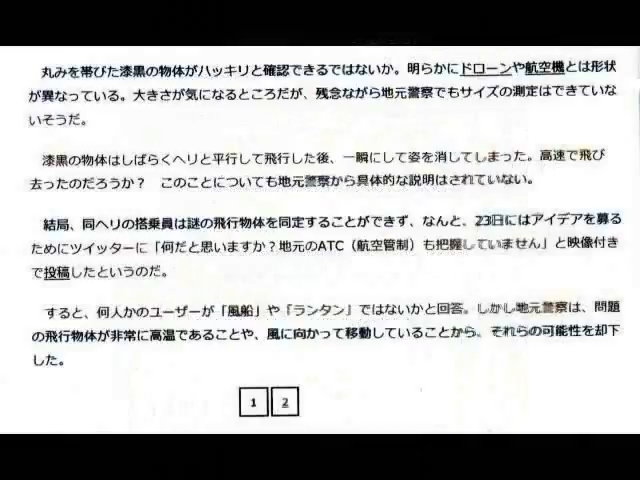 丸みを帯びた漆黒の物体がハッキリと確認できるではないか。明らかにドローンや航空機とは形状
が異なっている。大きさが気になるところだが、残念ながら地元警察でもサイズの測定はできていな
いそうだ。
漆黒の物体はしばらくヘリと平行して飛行した後、一瞬にして姿を消してしまった。高速で飛び
去ったのだろうか？ このことについても地元警察から具体的な説明はされていない。
結局、同ヘリの搭乗員は謎の飛行物体を同定することができず、なんと、23日にはアイデアを募る
ためにツイッターに「何だと思いますか？地元のATC（航空管制）も把握していません」と映像付き
で投稿したというのだ。
すると、何人かのユーザーが「風船」や「ランタン」ではないかと回答。しかし地元警察は、問題
の飛行物体が非常に高温であることや、風に向かって移動していることから、それらの可能性を却下
した。
1 2